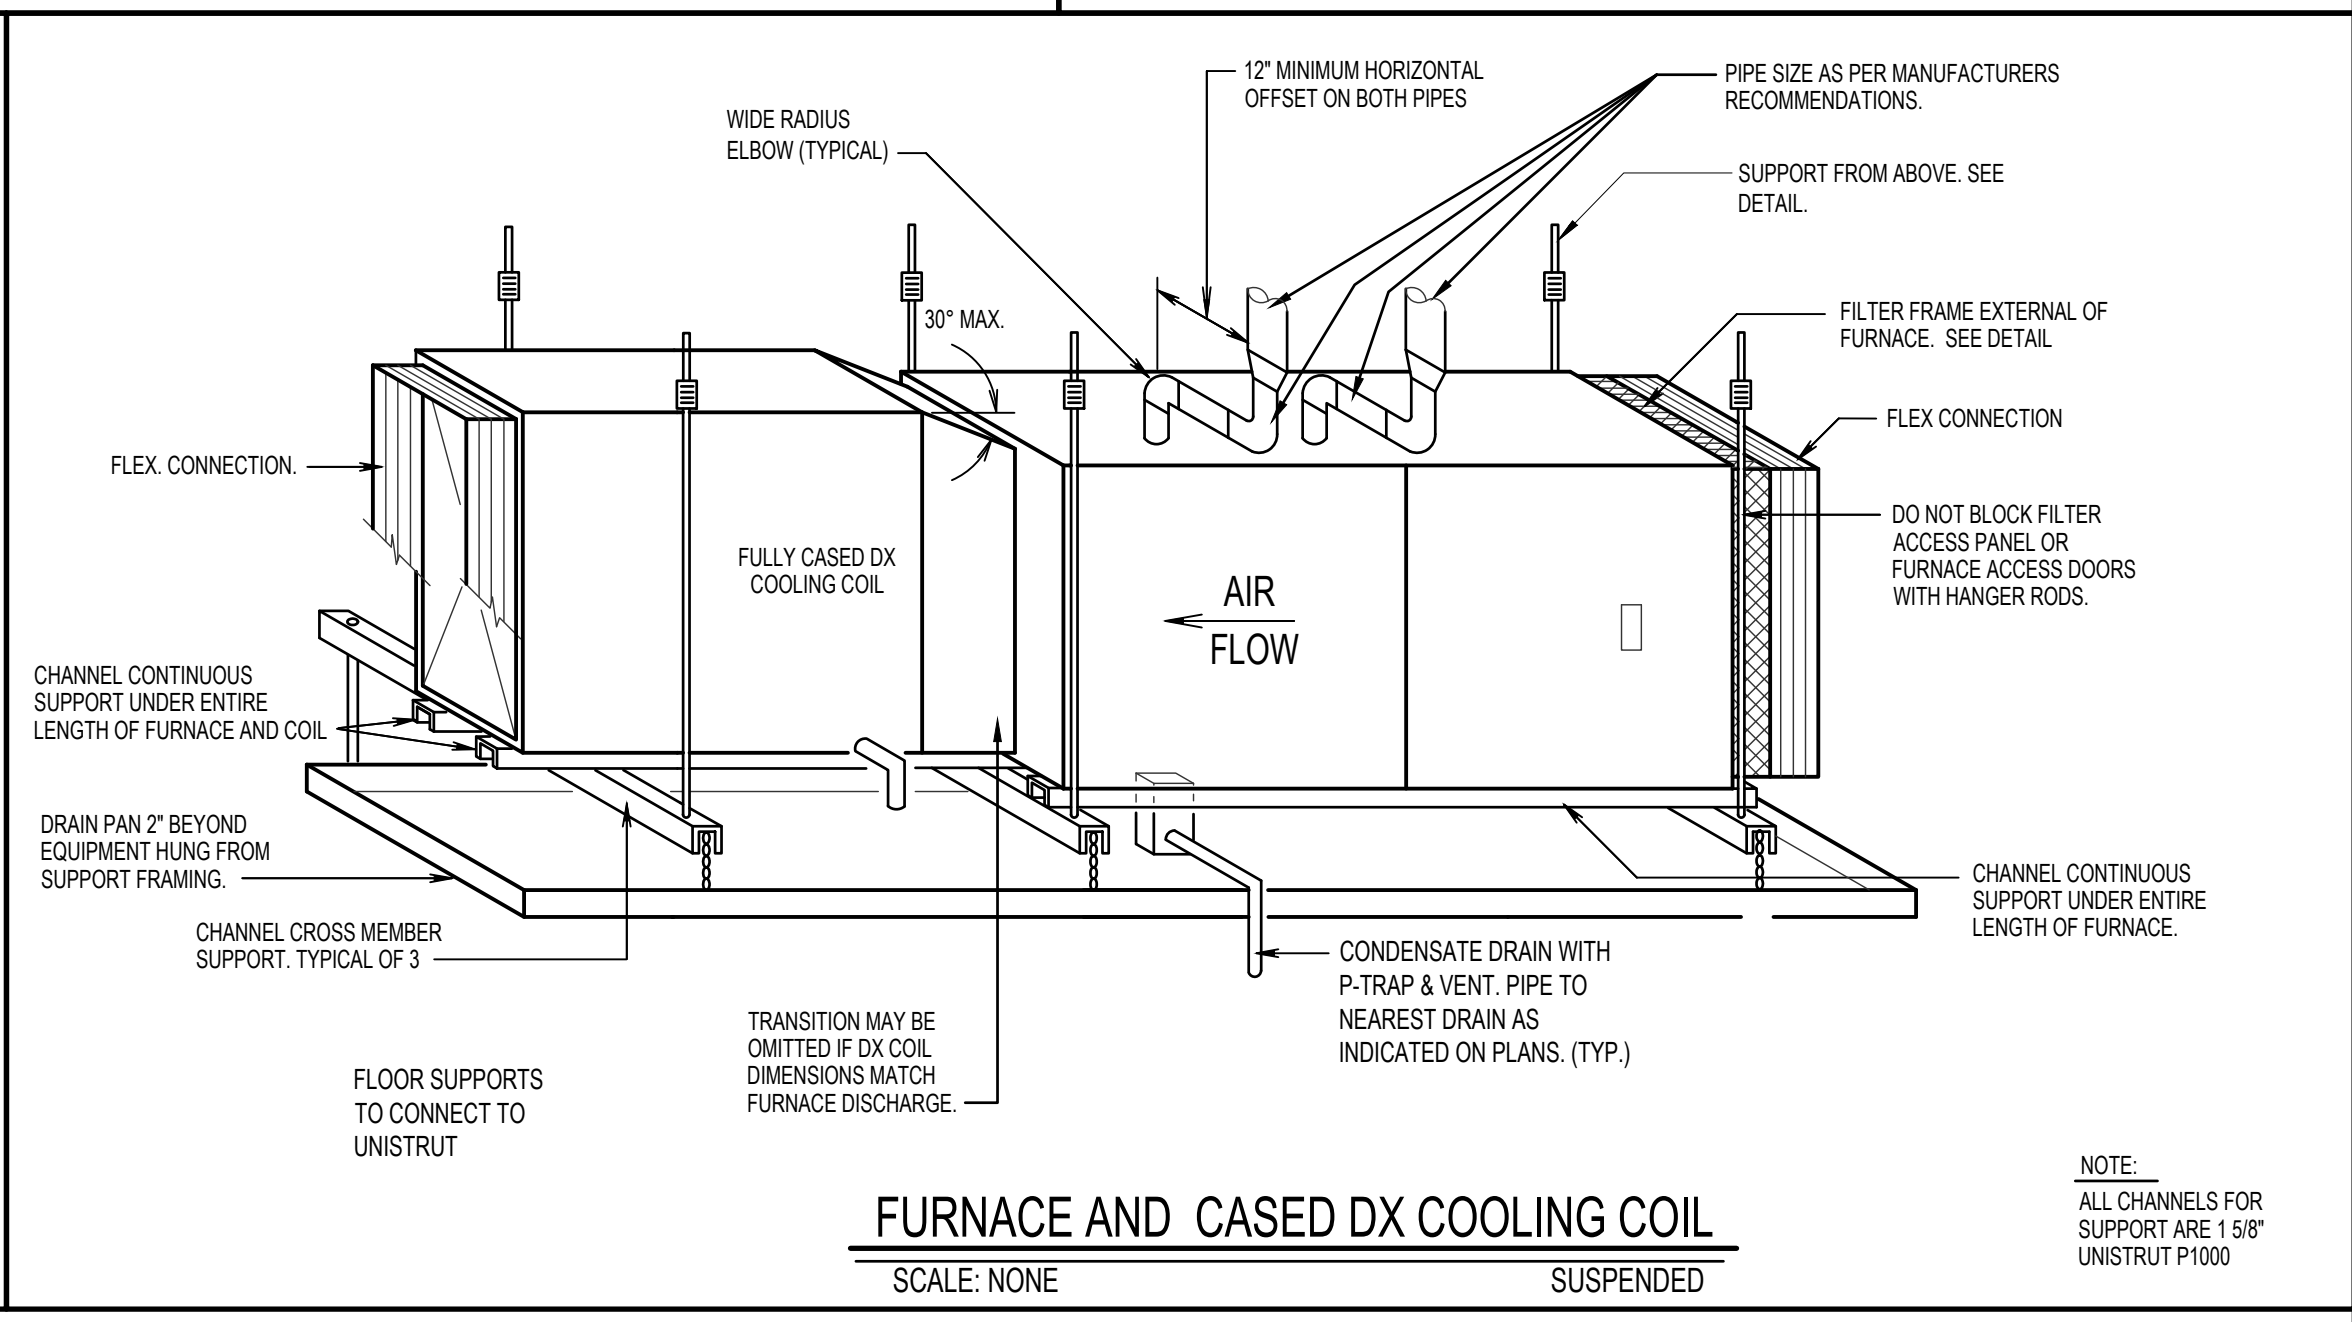 12" MINIMUM HORIZONTAL
OFFSET ON BOTH PIPES
PIPE SIZE AS PER MANUFACTURERS
RECOMMENDATIONS.
WIDE RADIUS
ELBOW (TYPICAL)
SUPPORT FROM ABOVE. SEE
DETAIL.
30° MAX.
FILTER FRAME EXTERNAL OF
FURNACE. SEE DETAIL
FLEX CONNECTION
FLEX. CONNECTION.
DO NOT BLOCK FILTER
ACCESS PANEL OR
FURNACE ACCESS DOORS
WITH HANGER RODS.
FULLY CASED DX
COOLING COIL
AIR
FLOW
CHANNEL CONTINUOUS
SUPPORT UNDER ENTIRE
LENGTH OF FURNACE AND COIL
DRAIN PAN 2" BEYOND
EQUIPMENT HUNG FROM
SUPPORT FRAMING.
CHANNEL CONTINUOUS
SUPPORT UNDER ENTIRE
LENGTH OF FURNACE.
CHANNEL CROSS MEMBER
SUPPORT. TYPICAL OF 3
CONDENSATE DRAIN WITH
P-TRAP & VENT. PIPE TO
NEAREST DRAIN AS
INDICATED ON PLANS. (TYP.)
TRANSITION MAY BE
OMITTED IF DX COIL
DIMENSIONS MATCH
FURNACE DISCHARGE.
FLOOR SUPPORTS
TO CONNECT TO
UNISTRUT
NOTE:
ALL CHANNELS FOR
SUPPORT ARE 1 5/8"
UNISTRUT P1000
FURNACE AND CASED DX COOLING COIL
SCALE: NONE
SUSPENDED